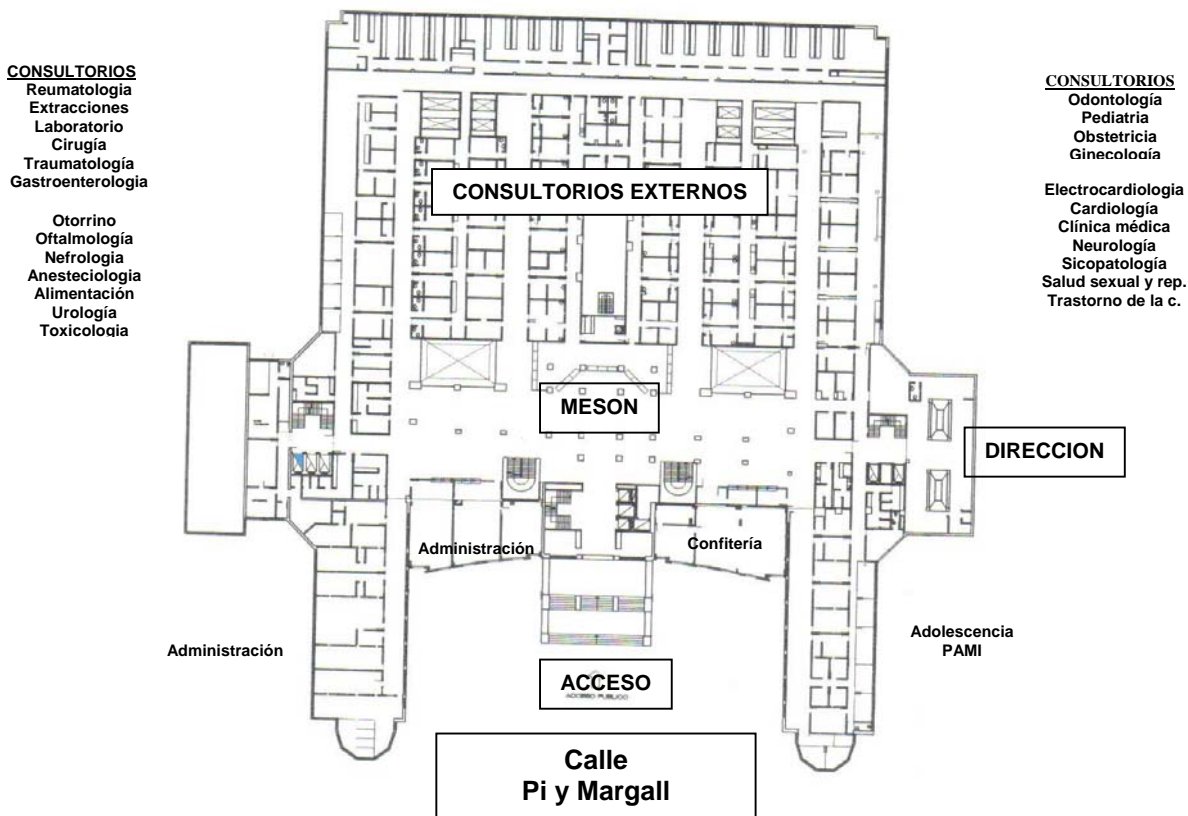 CONSULTORIOS
Reumatologia
Extracciones
Laboratorio
Cirugía
Traumatología
Gastroenterologia
Otorrino
Oftalmología
Nefrologia
Anesteciologia
Alimentación
Urología
Toxicologia
CONSULTORIOS
Odontología
Pediatria
Obstetricia
Ginecología
Electrocardiologia
Cardiología
Clínica médica
Neurología
Sicopatología
Salud sexual y rep.
Trastorno de la c.
CONSULTORIOS EXTERNOS
MESON
DIRECCION
Administración
Confitería
Administración
Adolescencia
PAMI
ACCESO
ACCESO PUBLICO
Calle
Pi y Margall